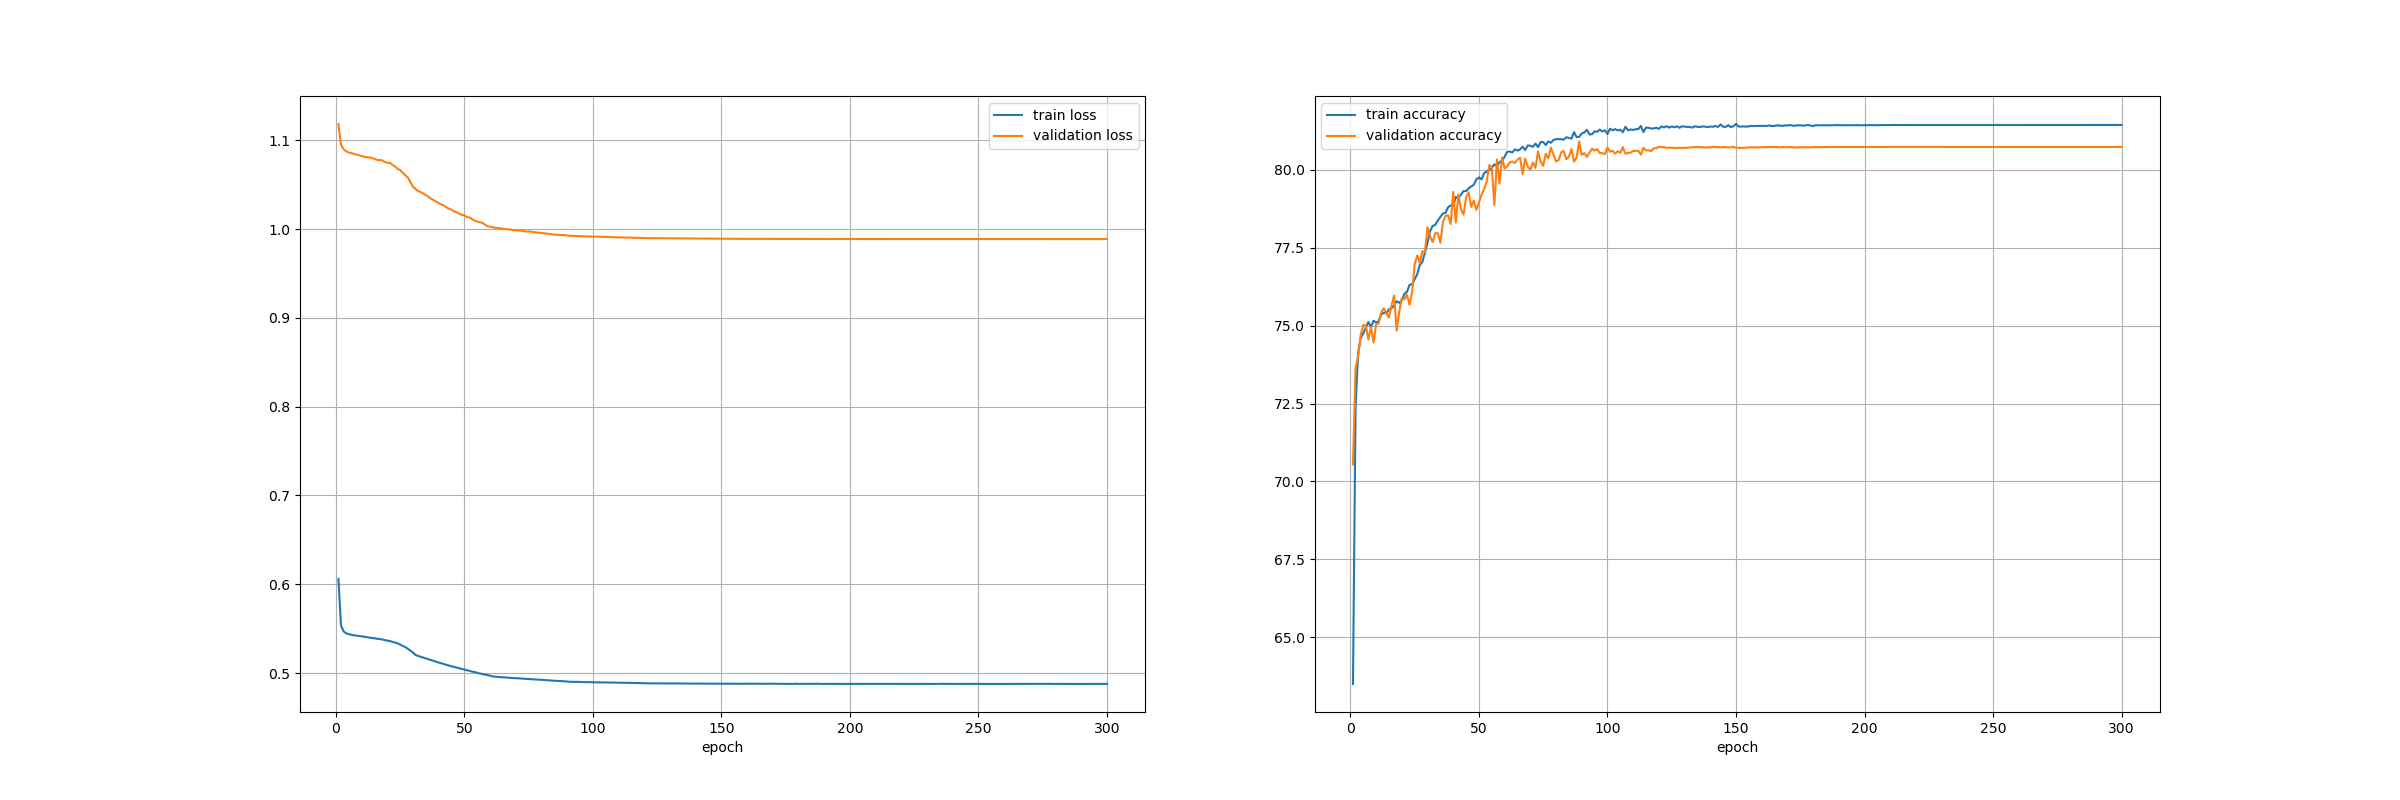 train loss
validation loss
1.1
1.0
0.9
0.8
0.7
0.6
0.5
0 50 100 150 200 250 300
epoch
train accuracy
validation accuracy
80.0
77.5
75.0
72.5
70.0
67.5
65.0
0 50 100 150 200 250 300
epoch